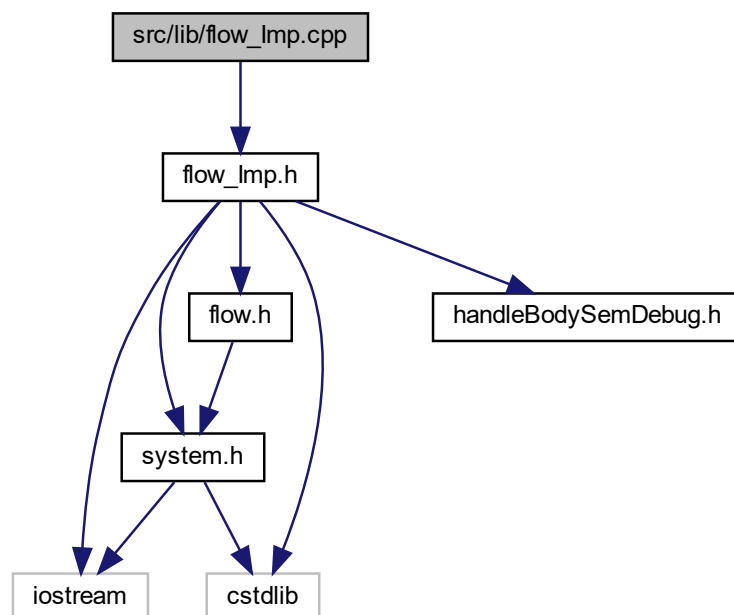 src/lib/flow_Imp.cpp
flow_Imp.h
flow.h
handleBodySemDebug.h
system.h
iostream
cstdlib